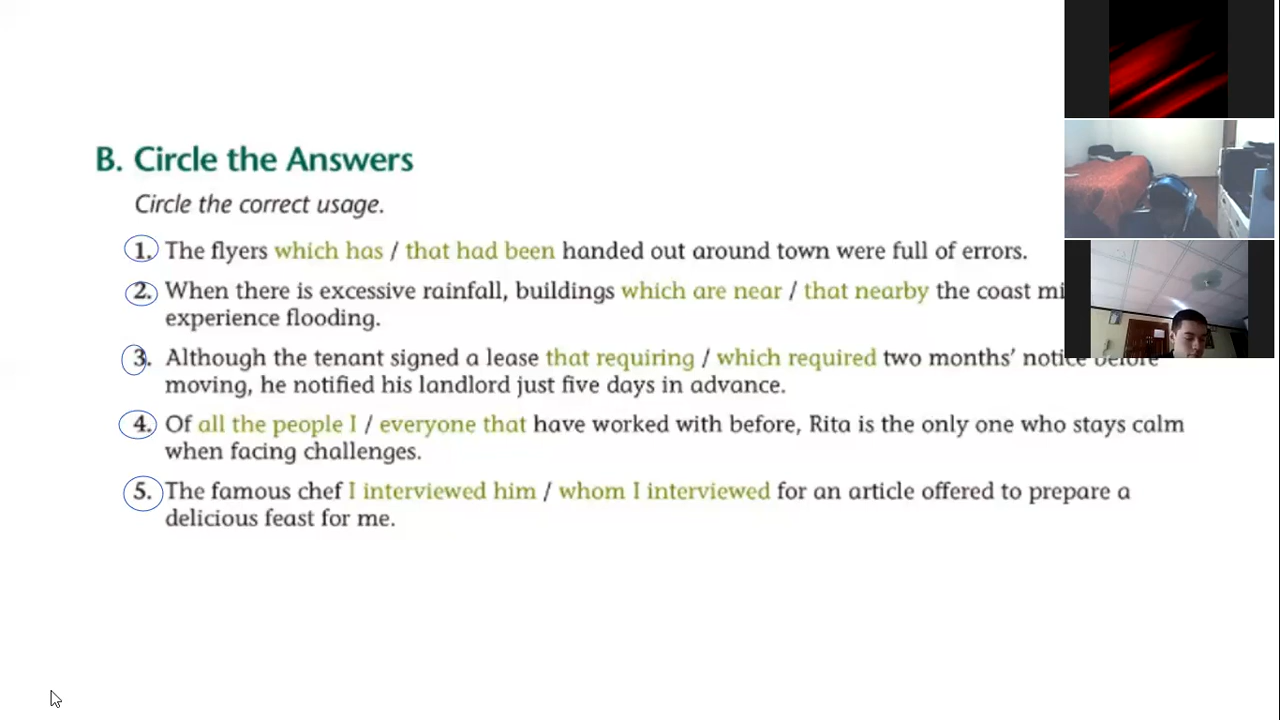 B. Circle the Answers
Circle the correct usage.
1. The flyers which has / that had been handed out around town were full of errors.
2. When there is excessive rainfall, buildings which are near / that nearby the coast
experience flooding.
3. Although the tenant signed a lease that requiring / which required two months' notice before
moving, he notified his landlord just five days in advance.
4. Of all the people I / everyone that have worked with before, Rita is the only one who stays calm
when facing challenges.
5. The famous chef I interviewed him / whom I interviewed for an article offered to prepare a
delicious feast for me.